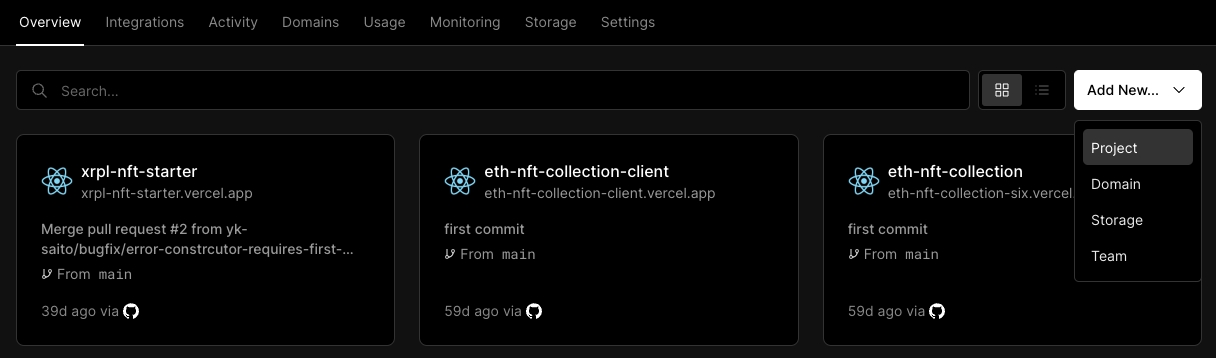 Overview Integrations Activity Domains Usage Monitoring Storage Settings
Search...
Add New...
Project
Domain
Storage
Team
xrpl-nft-starter
xrpl-nft-starter.vercel.app
Merge pull request #2 from yk-
saito/bugfix/error-constrcutor-requires-first-...
From main
39d ago via
eth-nft-collection-client
eth-nft-collection-client.vercel.app
first commit
From main
59d ago via
eth-nft-collection
eth-nft-collection-six.vercel
first commit
From main
59d ago via